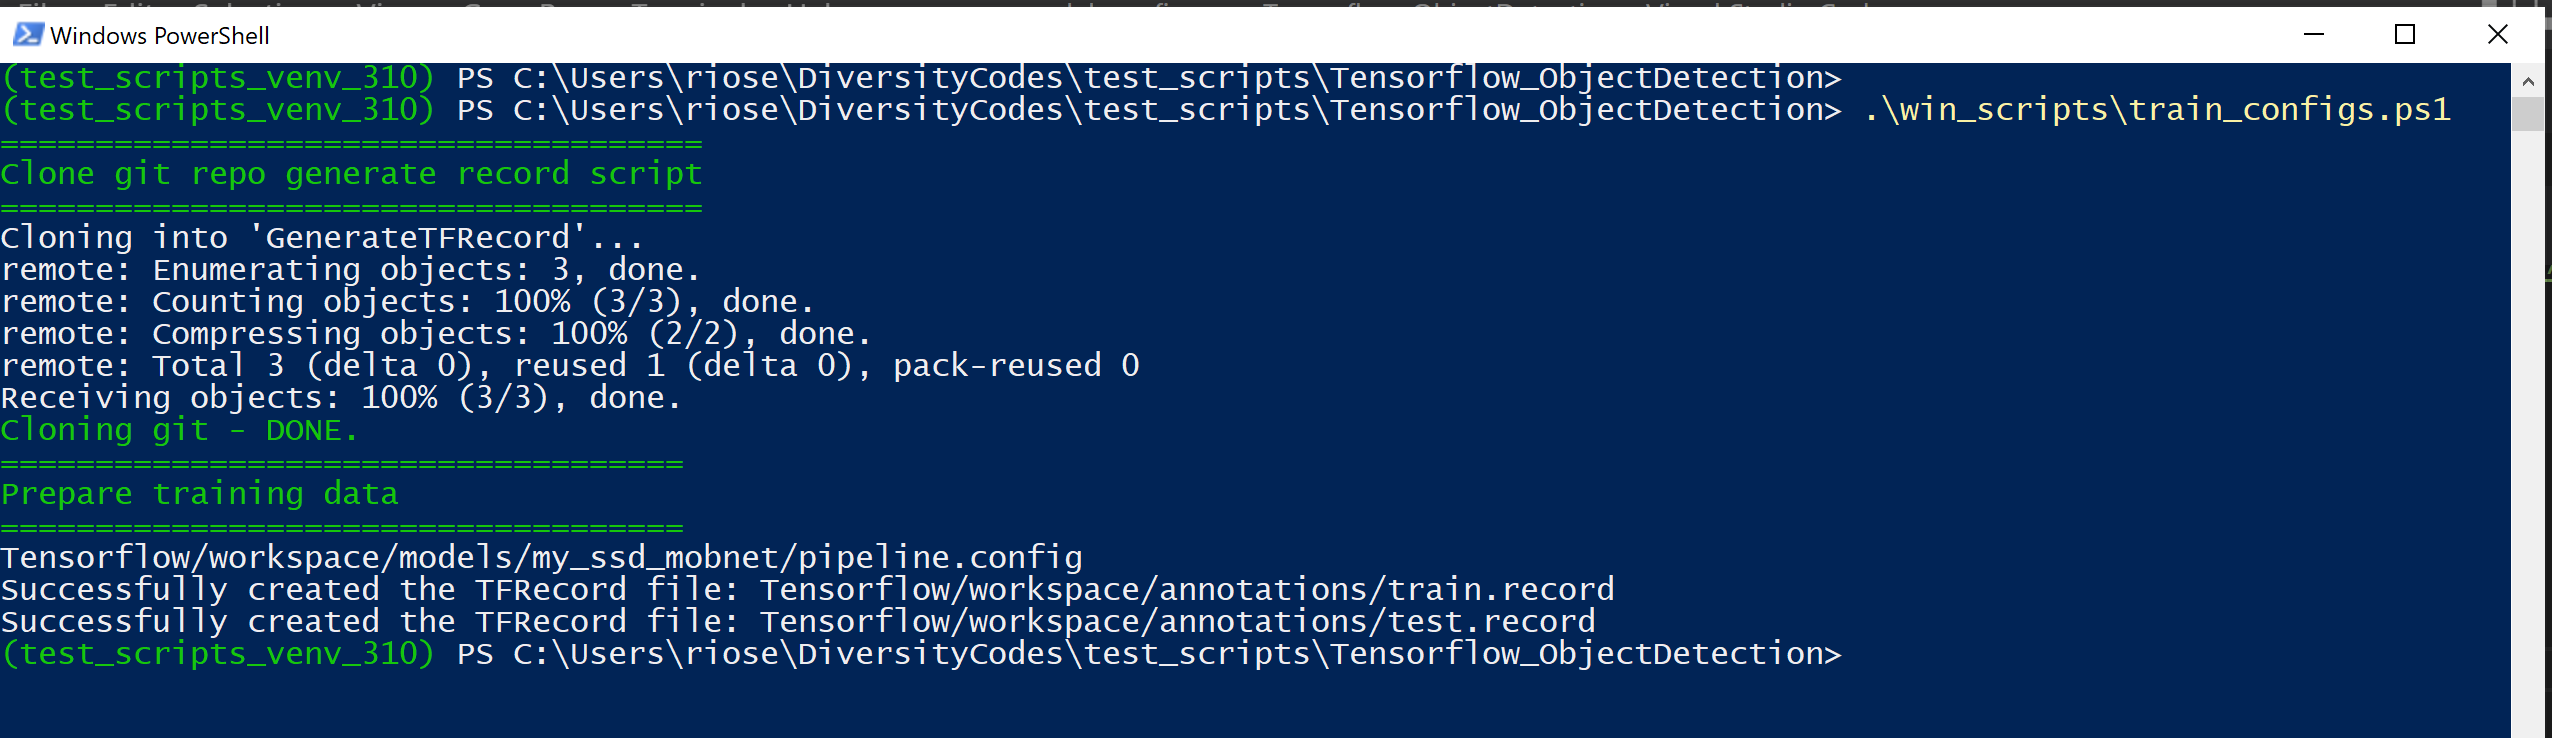 Windows PowerShell
(test_scripts_venv_310) PS C:\Users\riose\DiversityCodes\test_scripts\Tensorflow_ObjectDetection>
(test_scripts_venv_310) PS C:\Users\riose\DiversityCodes\test_scripts\Tensorflow_ObjectDetection> .\win_scripts\train_configs.ps1
=====================================
Clone git repo generate record script
=====================================
Cloning into 'GenerateTFRecord'...
remote: Enumerating objects: 3, done.
remote: Counting objects: 100% (3/3), done.
remote: Compressing objects: 100% (2/2), done.
remote: Total 3 (delta 0), reused 1 (delta 0), pack-reused 0
Receiving objects: 100% (3/3), done.
Cloning git - DONE.
====================================
Prepare training data
====================================
Tensorflow/workspace/models/my_ssd_mobnet/pipeline.config
Successfully created the TFRecord file: Tensorflow/workspace/annotations/train.record
Successfully created the TFRecord file: Tensorflow/workspace/annotations/test.record
(test_scripts_venv_310) PS C:\Users\riose\DiversityCodes\test_scripts\Tensorflow_ObjectDetection>